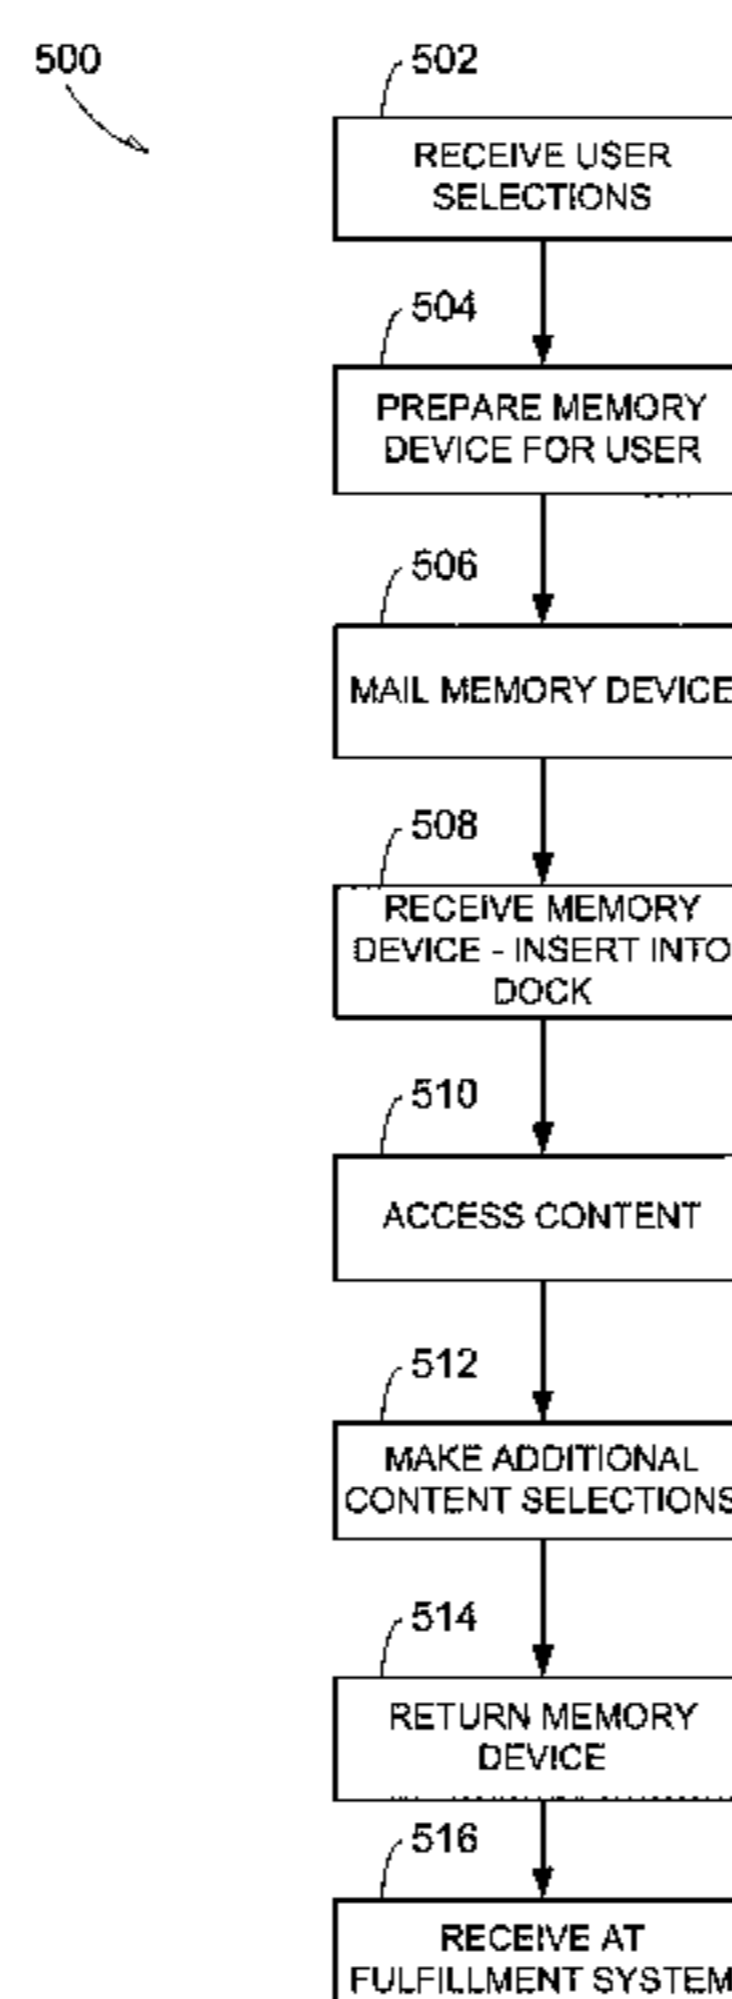 500
502
RECEIVE USER
SELECTIONS
504
PREPARE MEMORY
DEVICE FOR USER
506
MAIL MEMORY DEVICE
508
RECEIVE MEMORY
DEVICE - INSERT INTO
DOCK
510
ACCESS CONTENT
512
MAKE ADDITIONAL
CONTENT SELECTIONS
514
RETURN MEMORY
DEVICE
516
RECEIVE AT
FULFILLMENT SYSTEM